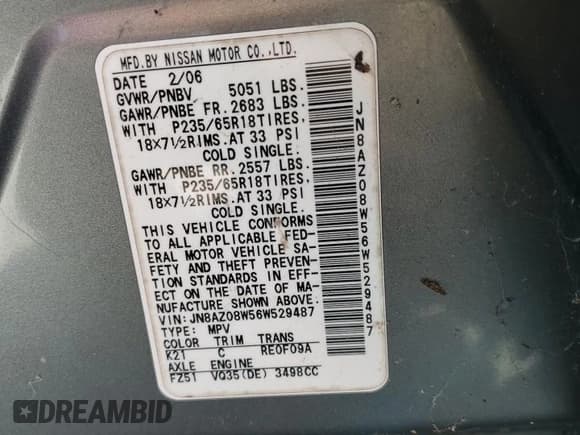 MFD.BY NISSAN MOTOR CO.,LTD.
DATE 2/06
GVWR/PNBV 5051 LBS.
GAWR/PNBE FR. 2683 LBS.
WITH P235/65R18TIRES,
18X7½RIMS.AT 33 PSI
COLD SINGLE.
GAWR/PNBE RR. 2557 LBS.
WITH P235/65R18TIRES,
18X7½RIMS.AT 33 PSI
COLD SINGLE.
THIS VEHICLE CONFORMS
TO ALL APPLICABLE FED-
ERAL MOTOR VEHICLE SA-
FETY AND THEFT PREVEN-
TION STANDARDS IN EFF-
ECT ON THE DATE OF MA-
NUFACTURE SHOWN ABOVE.
VIN: JN8AZ08W56W529487
TYPE: MPV
COLOR TRIM TRANS
K21 C RE0F09A
AXLE ENGINE
FZ51 VQ35(DE) 3498CC
JN8AZ08W56W529487
DREAMBID